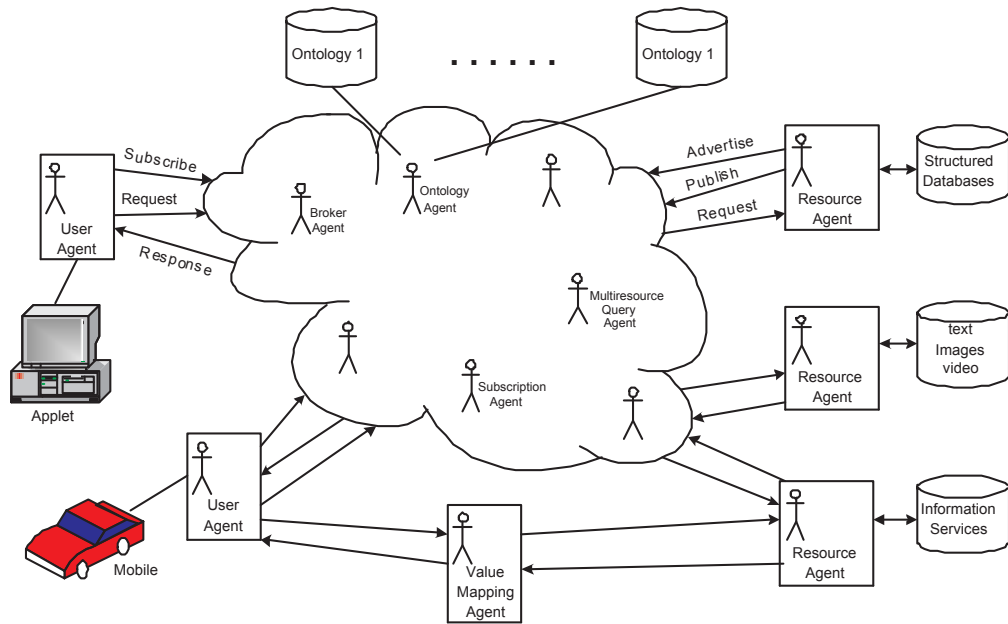 Ontology 1
. . . . . .
Ontology 1
Subscribe
Request
Response
User
Agent
Applet
Broker
Agent
Ontology
Agent
Advertise
Publish
Request
Resource
Agent
Structured
Databases
Multiresource
Query
Agent
Subscription
Agent
Resource
Agent
text
Images
video
User
Agent
Mobile
Value
Mapping
Agent
Resource
Agent
Information
Services